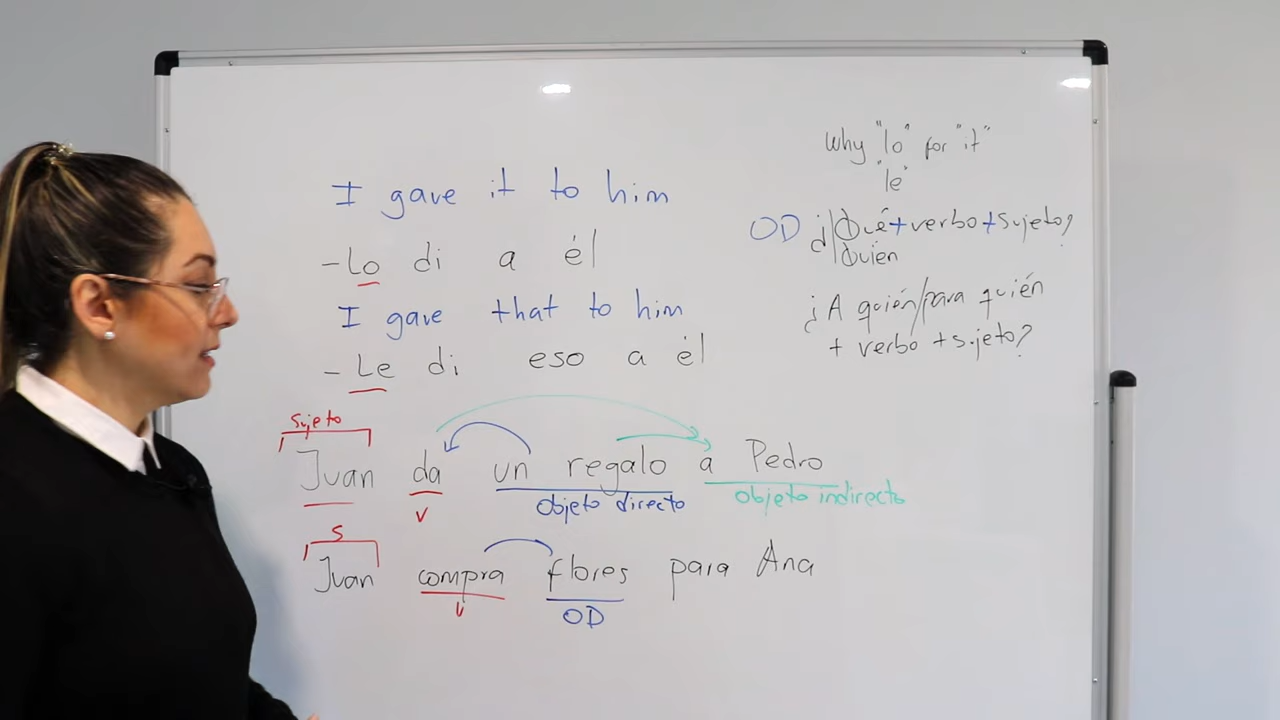 I gave it to him
-Lo di a él
I gave that to him
- Le di eso a él
sujeto
Juan da un regalo a Pedro
v
objeto directo
objeto indirecto
S
Juan compra flores para Ana
v
OD
Why "lo" for "it"
"le"
OD ¿Qué+verbo+sujeto?
Quién
¿A quién/para quién
+ verbo + sujeto?